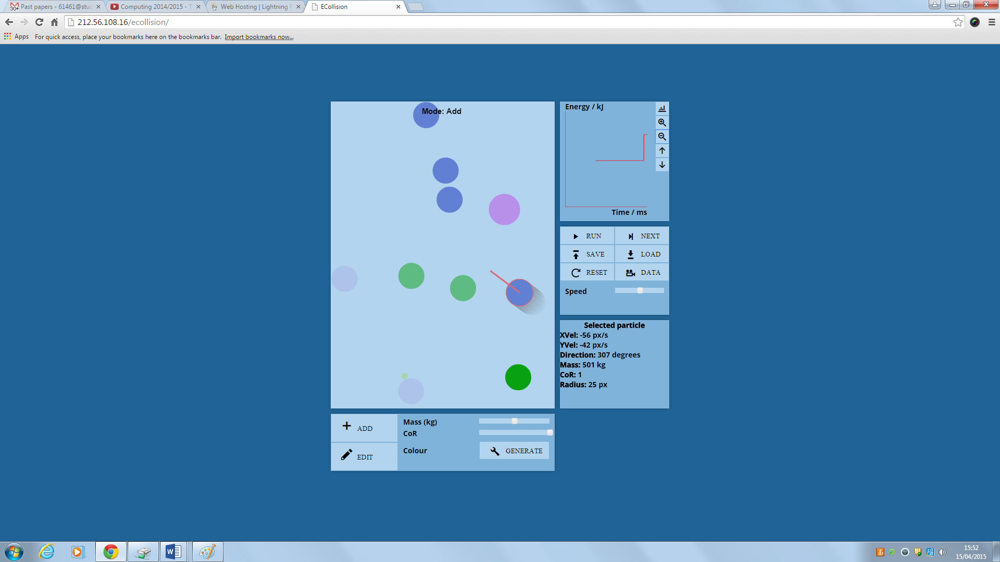 30+ Past papers - 61461@stuc
Computing 2014/2015 - T
Web Hosting | Lightning F
ECollision
212.56.108.16/ecollision/
Apps
For quick access, place your bookmarks here on the bookmarks bar. Import bookmarks now...
Mode: Add
Energy / kJ
Time / ms
RUN
NEXT
SAVE
LOAD
RESET
DATA
Speed
Selected particle
XVel: -56 px/s
YVel: -42 px/s
Direction: 307 degrees
Mass: 501 kg
CoR: 1
Radius: 25 px
ADD
EDIT
Mass (kg)
CoR
Colour
GENERATE
15:52
15/04/2015